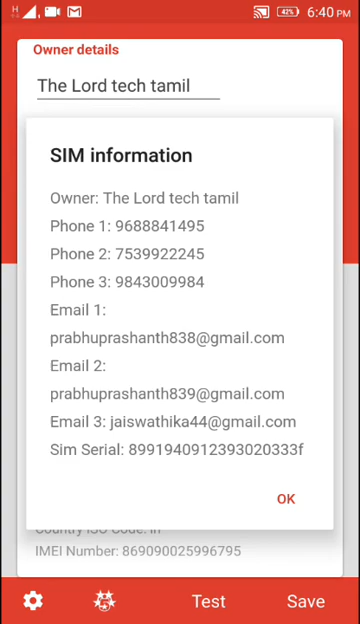 H
42%
6:40 PM
Owner details
The Lord tech tamil
SIM information
Owner: The Lord tech tamil
Phone 1: 9688841495
Phone 2: 7539922245
Phone 3: 9843009984
Email 1:
prabhuprashanth838@gmail.com
Email 2:
prabhuprashanth839@gmail.com
Email 3: jaiswathika44@gmail.com
Sim Serial: 8991940912393020333f
OK
Country ISO Code: in
IMEI Number: 869090025996795
Test
Save